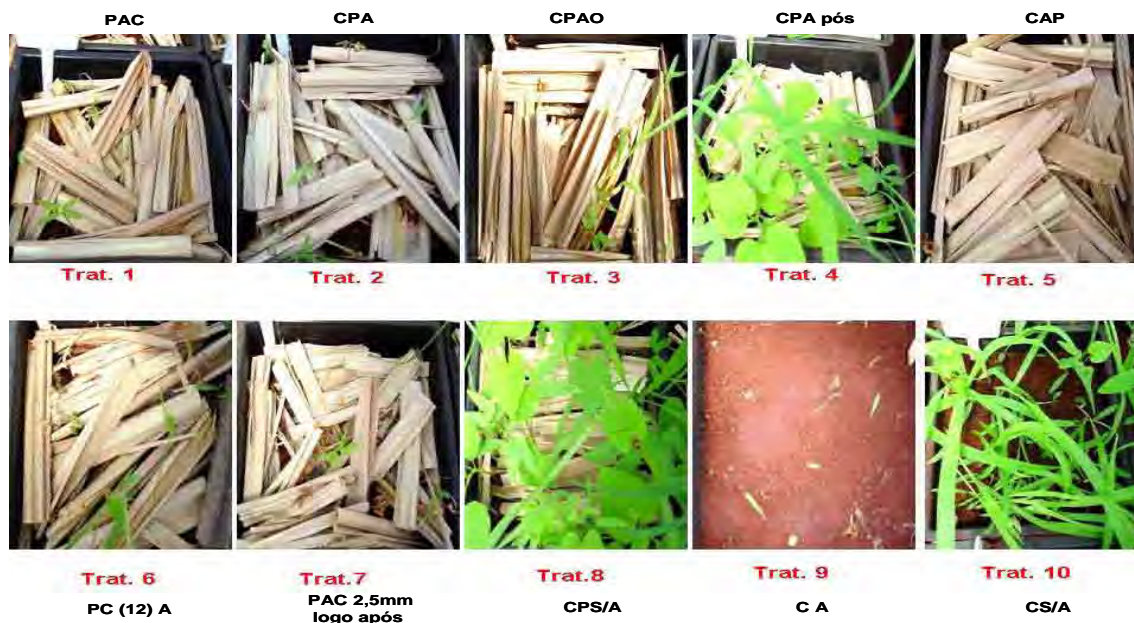 PAC CPA CPAO CPA pós CAP
Trat. 1 Trat. 2 Trat. 3 Trat. 4 Trat. 5
Trat. 6 Trat.7 Trat.8 Trat. 9 Trat. 10
PC (12) A PAC 2,5mm CPS/A C A CS/A
logo após